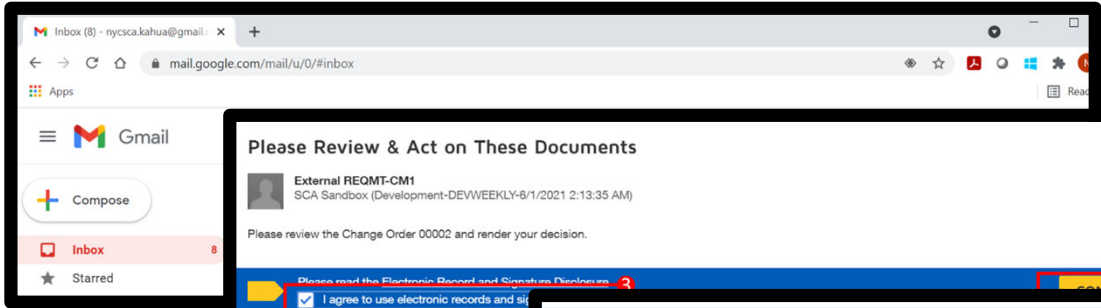 Inbox (8) - nycsca.kahua@gmail.
mail.google.com/mail/u/0/#inbox
Apps
Gmail
Compose
Inbox 8
Starred
Please Review & Act on These Documents
External REQMT-CM1
SCA Sandbox (Development-DEVWEEKLY-6/1/2021 2:13:35 AM)
Please review the Change Order 00002 and render your decision.
Please read the Electronic Record and Signature Disclosure 3
I agree to use electronic records and